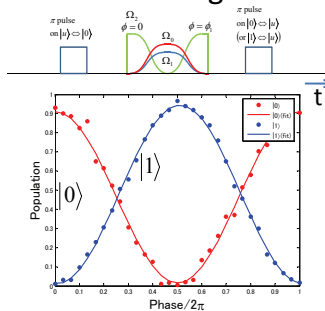 π pulse
on |u⟩⇔|0⟩
Ω₂
ϕ=0
Ω₀
Ω₁
ϕ=ϕ₁
π pulse
on |0⟩⇔|u⟩
(or |1⟩⇔|u⟩)
t
Population
1
0.9
0.8
0.7
0.6
0.5
0.4
0.3
0.2
0.1
0
|0⟩
|1⟩
|0⟩
|0⟩(fit)
|1⟩
|1⟩(fit)
0 0.1 0.2 0.3 0.4 0.5 0.6 0.7 0.8 0.9 1
Phase/2π